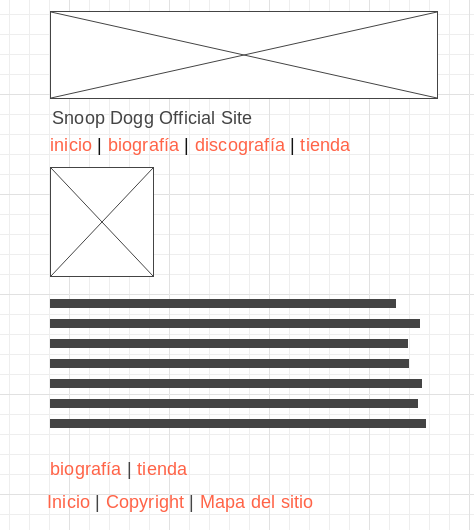 Snoop Dogg Official Site
inicio | biografía | discografía | tienda
biografía | tienda
Inicio | Copyright | Mapa del sitio